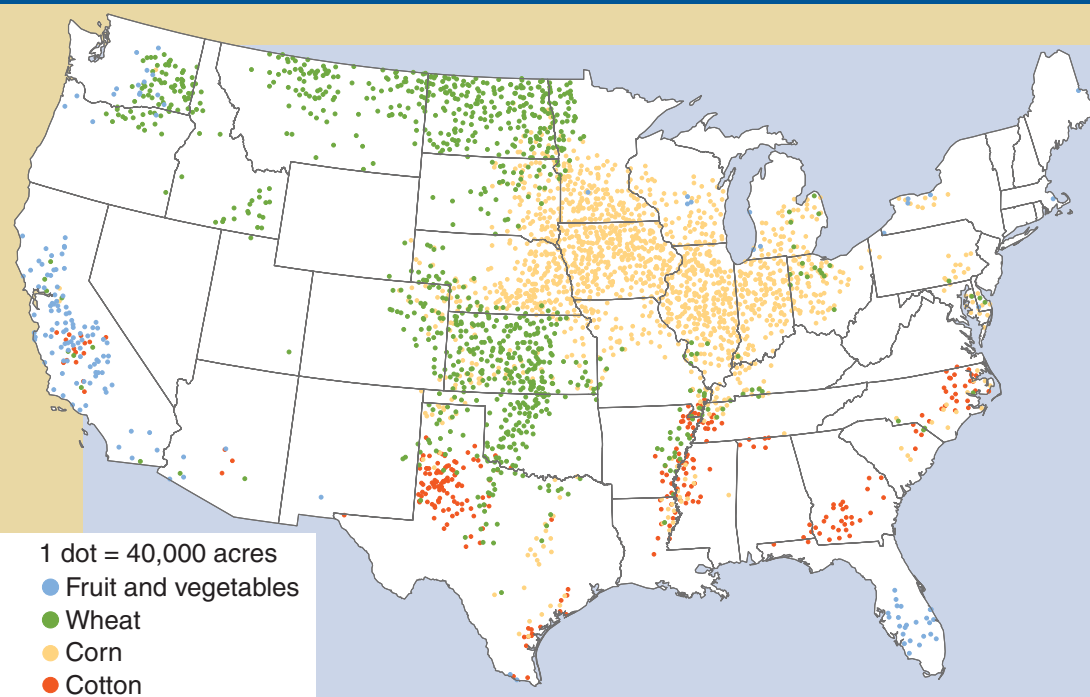 1 dot = 40,000 acres
Fruit and vegetables
Wheat
Corn
Cotton